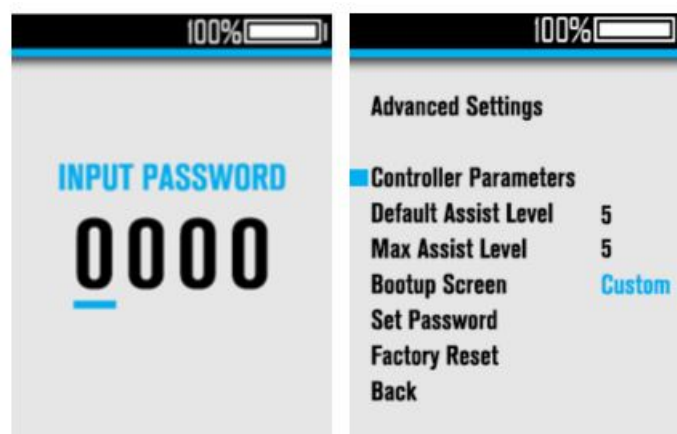 100%
INPUT PASSWORD
0000
100%
Advanced Settings
Controller Parameters
Default Assist Level 5
Max Assist Level 5
Bootup Screen Custom
Set Password
Factory Reset
Back